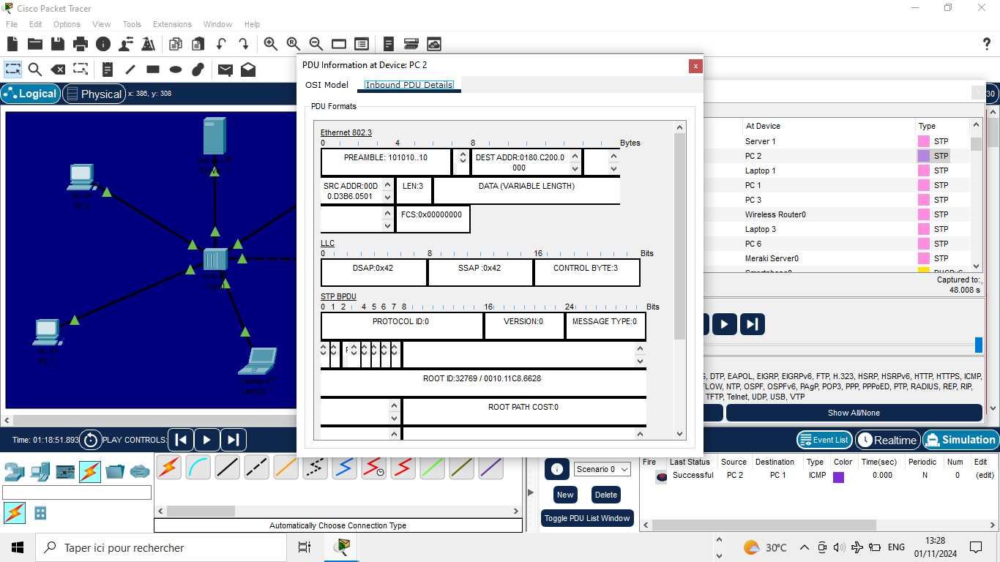 Cisco Packet Tracer
File Edit Options View Tools Extensions Window Help
Logical Physical x: 386, y: 308
PC-PT
PC 2
Server 1
PC-PT
PC 1
Laptop-PT
Laptop 1
PDU Information at Device: PC 2
x
OSI Model Inbound PDU Details
PDU Formats
Ethernet 802.3
0 4 8 Bytes
PREAMBLE: 101010..10
DEST ADDR:0180.C200.0
000
SRC ADDR:00D
0.D3B6.0501
LEN:3
DATA (VARIABLE LENGTH)
FCS:0x00000000
LLC
0 8 16 Bits
DSAP:0x42 SSAP :0x42 CONTROL BYTE:3
STP BPDU
0 1 2 4 5 6 7 8 16 24 Bits
PROTOCOL ID:0 VERSION:0 MESSAGE TYPE:0
ROOT ID:32769 / 0010.11C8.6628
ROOT PATH COST:0
30
At Device Type
Server 1 STP
PC 2 STP
Laptop 1 STP
PC 1 STP
PC 3 STP
Wireless Router0 STP
Laptop 3 STP
PC 6 STP
Meraki Server0 STP
Captured to:
48.008 s
S, DTP, EAPOL, EIGRP, EIGRPv6, FTP, H.323, HSRP, HSRPv6, HTTP, HTTPS, ICMP,
FLOW, NTP, OSPF, OSPFv6, PAgP, POP3, PPP, PPPoED, PTP, RADIUS, REP, RIP,
TFTP, Telnet, UDP, USB, VTP
Show All/None
Time: 01:18:51.893 PLAY CONTROLS:
Event List Realtime Simulation
Automatically Choose Connection Type
Scenario 0
New Delete
Toggle PDU List Window
Fire Last Status Source Destination Type Color Time(sec) Periodic Num Edit
Successful PC 2 PC 1 ICMP 0.000 N 0 (edit)
Taper ici pour rechercher
30°C
ENG
13:28
01/11/2024